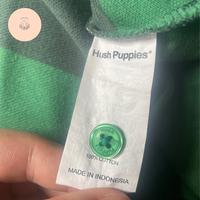 Hush Puppies®
100% COTTON
MADE IN INDONESIA